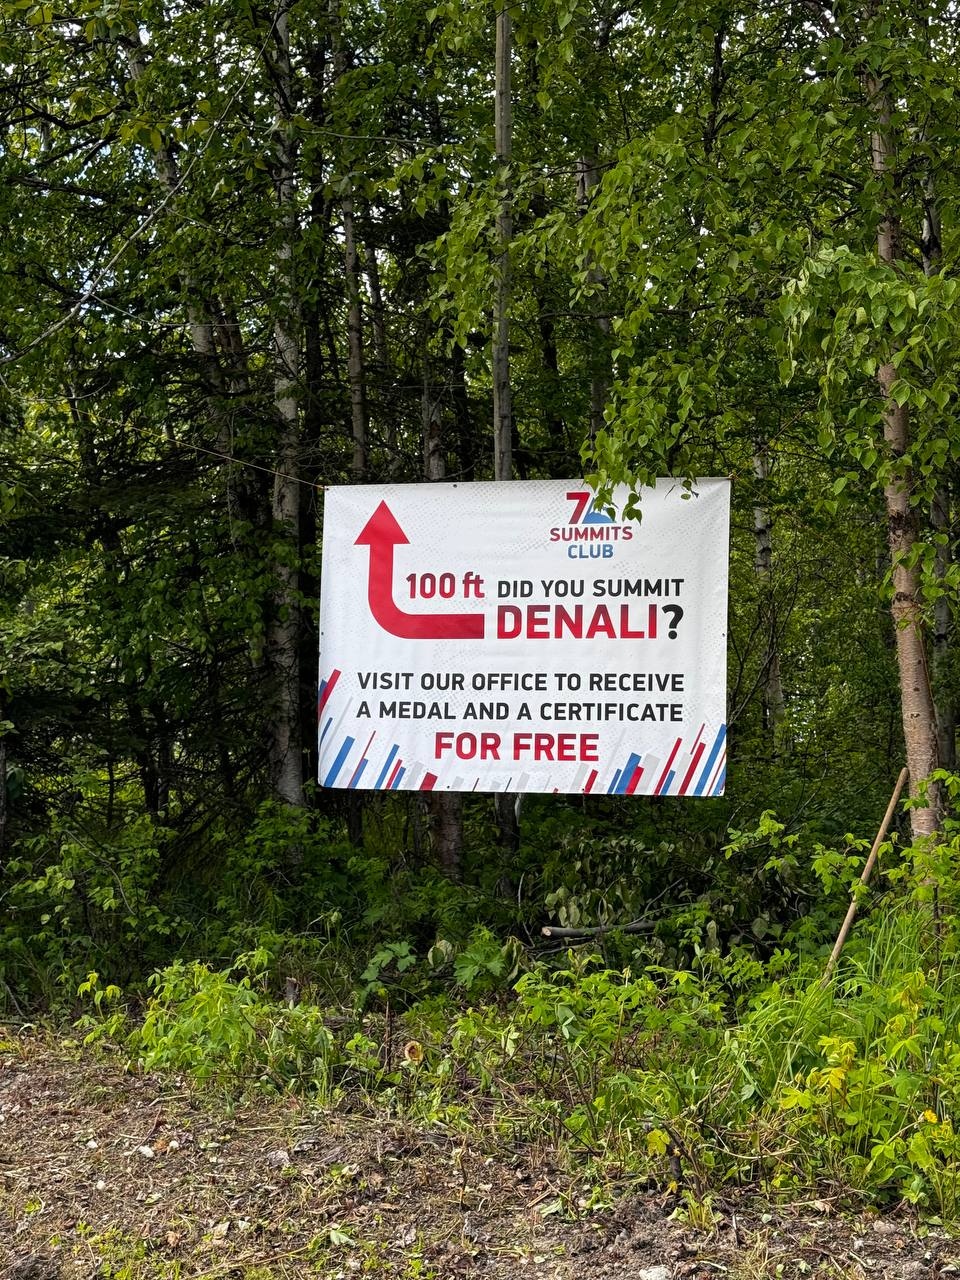 7
SUMMITS
CLUB
100 ft DID YOU SUMMIT
DENALI?
VISIT OUR OFFICE TO RECEIVE
A MEDAL AND A CERTIFICATE
FOR FREE